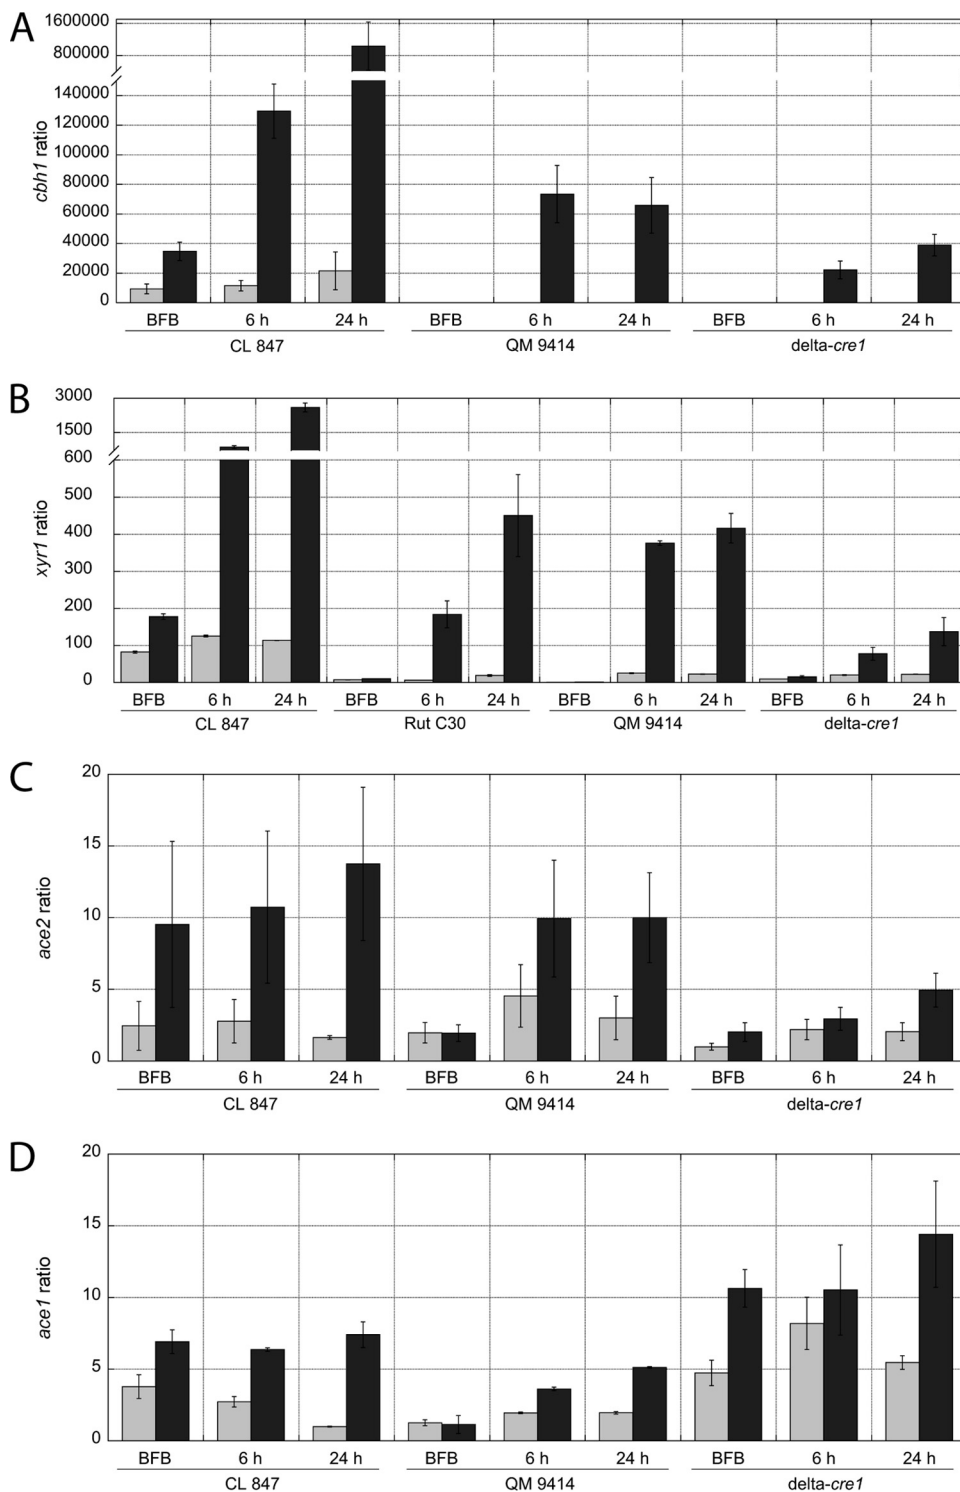 A
1600000
800000
140000
120000
100000
80000
60000
40000
20000
0
cbh1 ratio
BFB 6 h 24 h BFB 6 h 24 h BFB 6 h 24 h
CL 847 QM 9414 delta-cre1
B
3000
1500
600
500
400
300
200
100
0
xyr1 ratio
BFB 6 h 24 h BFB 6 h 24 h BFB 6 h 24 h BFB 6 h 24 h
CL 847 Rut C30 QM 9414 delta-cre1
C
20
15
10
5
0
ace2 ratio
BFB 6 h 24 h BFB 6 h 24 h BFB 6 h 24 h
CL 847 QM 9414 delta-cre1
D
20
15
10
5
0
ace1 ratio
BFB 6 h 24 h BFB 6 h 24 h BFB 6 h 24 h
CL 847 QM 9414 delta-cre1